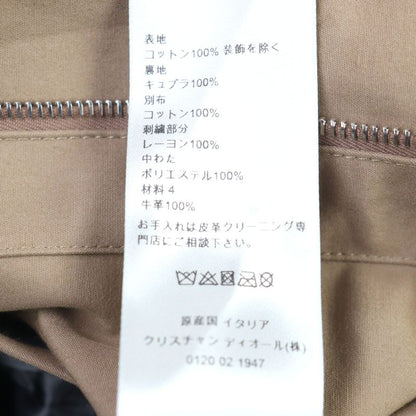 表地
コットン100% 装飾を除く
裏地
キュプラ100%
別布
コットン100%
刺繍部分
レーヨン100%
中わた
ポリエステル100%
材料 4
牛革100%
お手入れは皮革クリーニング専
門店にご相談下さい。
原産国 イタリア
クリスチャン ディオール(株)
0120 02 1947